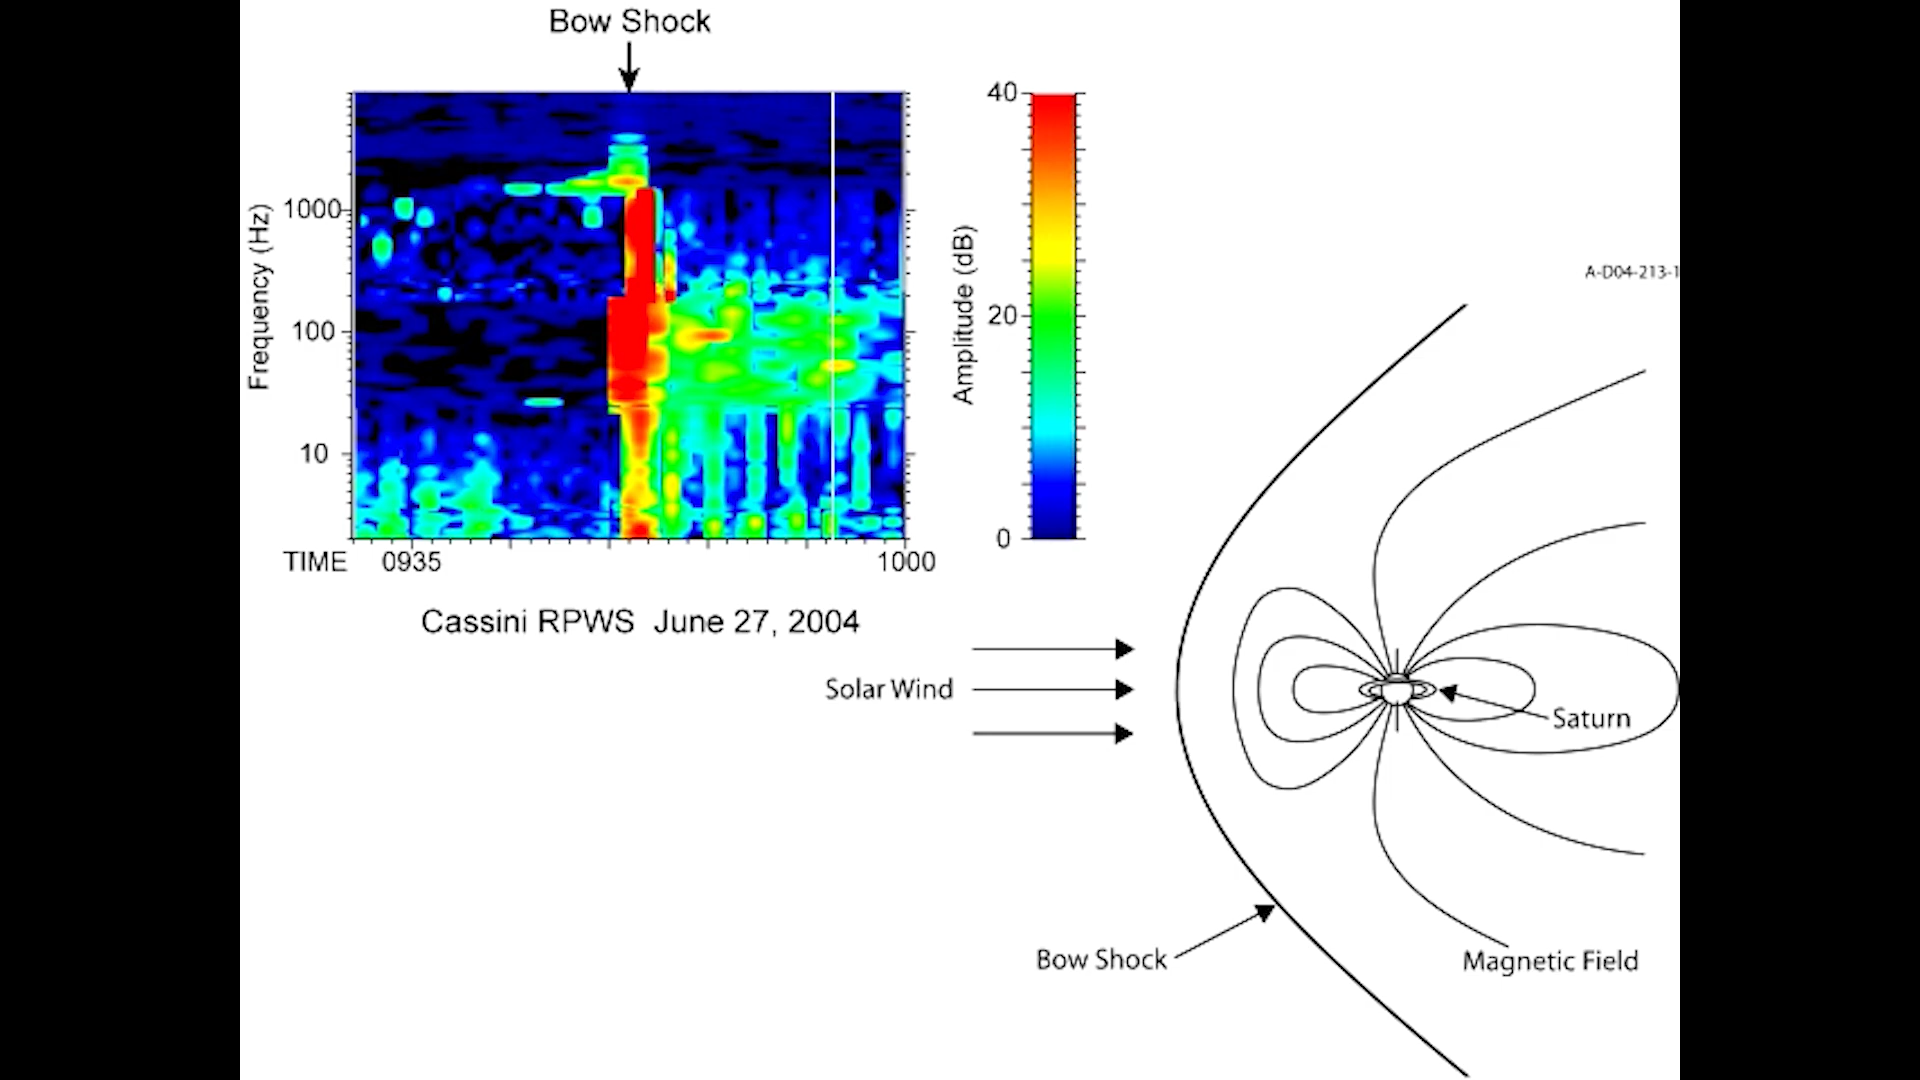 Bow Shock
40
1000
Frequency (Hz)
Amplitude (dB)
A-D04-213-1
20
100
10
0
TIME 0935 1000
Cassini RPWS June 27, 2004
Solar Wind
Saturn
Bow Shock
Magnetic Field